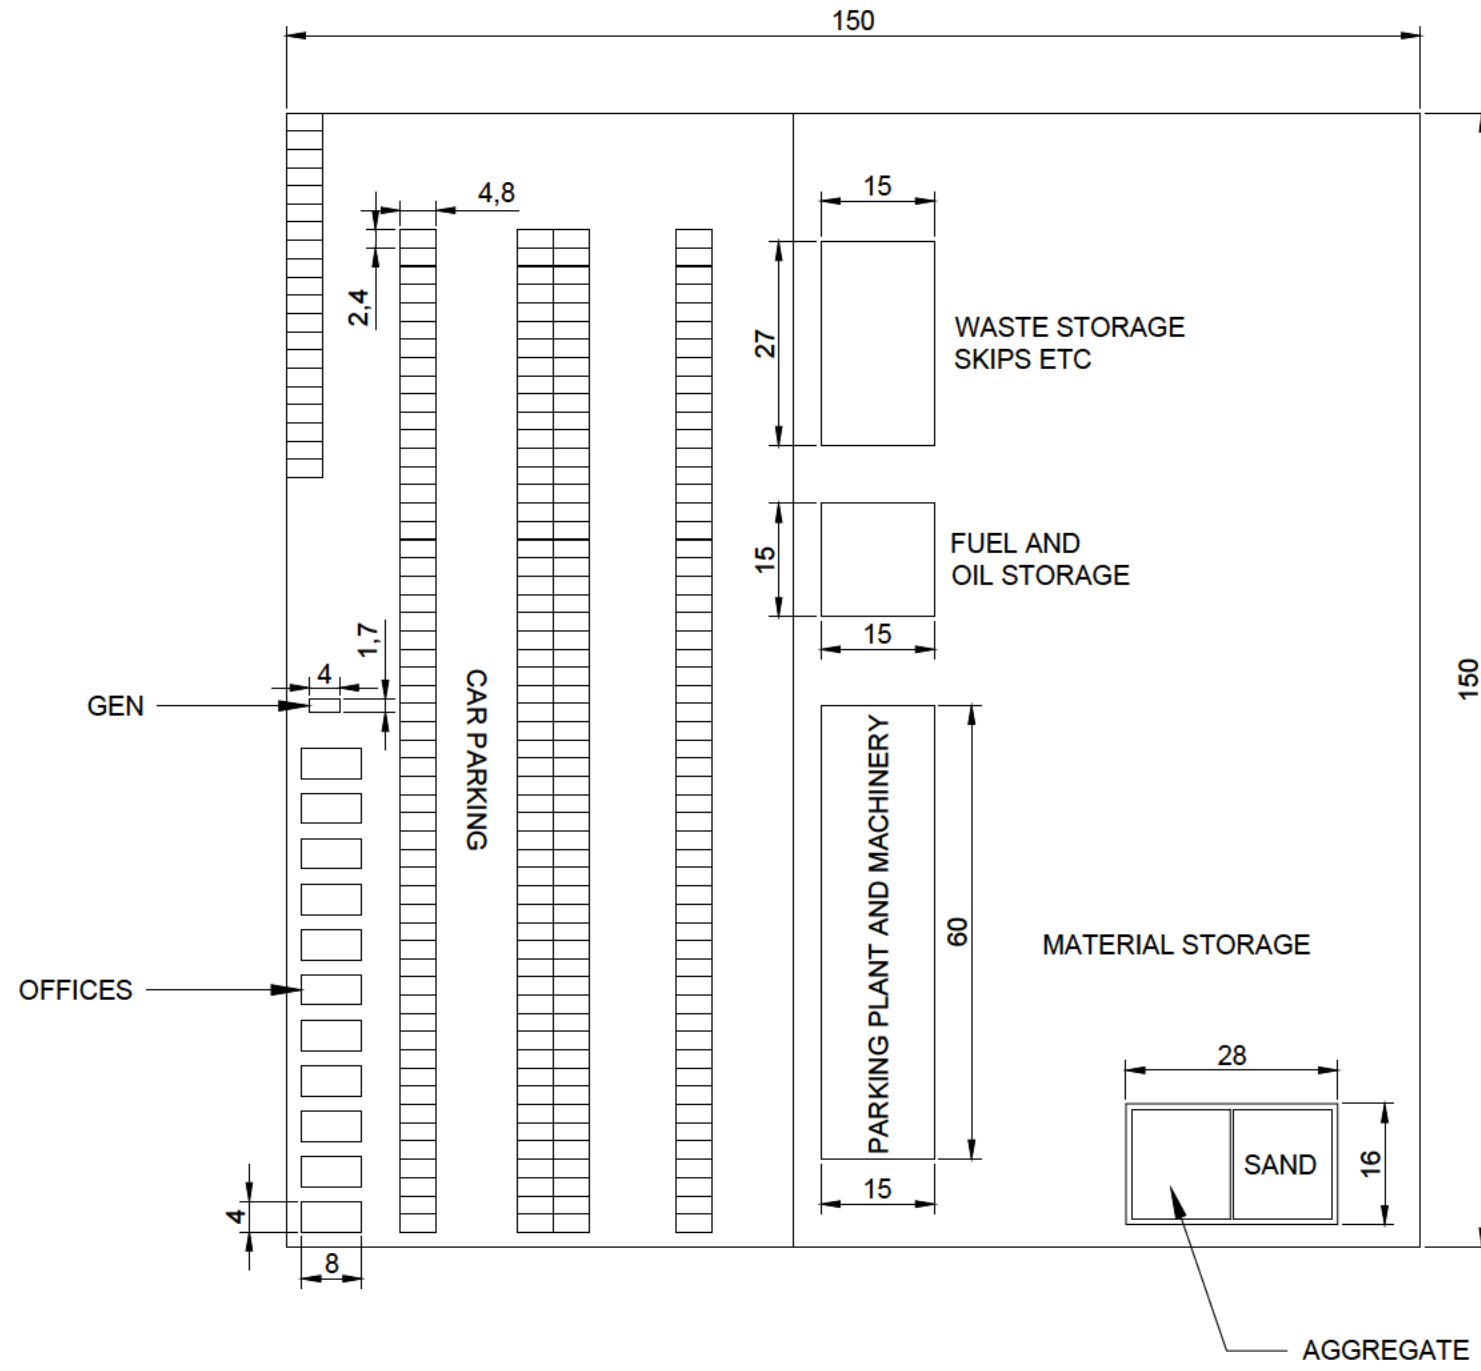 150
15
4,8
2,4
27
WASTE STORAGE
SKIPS ETC
15
FUEL AND
OIL STORAGE
15
1,7
4
GEN
CAR PARKING
150
PARKING PLANT AND MACHINERY
60
MATERIAL STORAGE
OFFICES
28
SAND
16
15
4
8
AGGREGATE